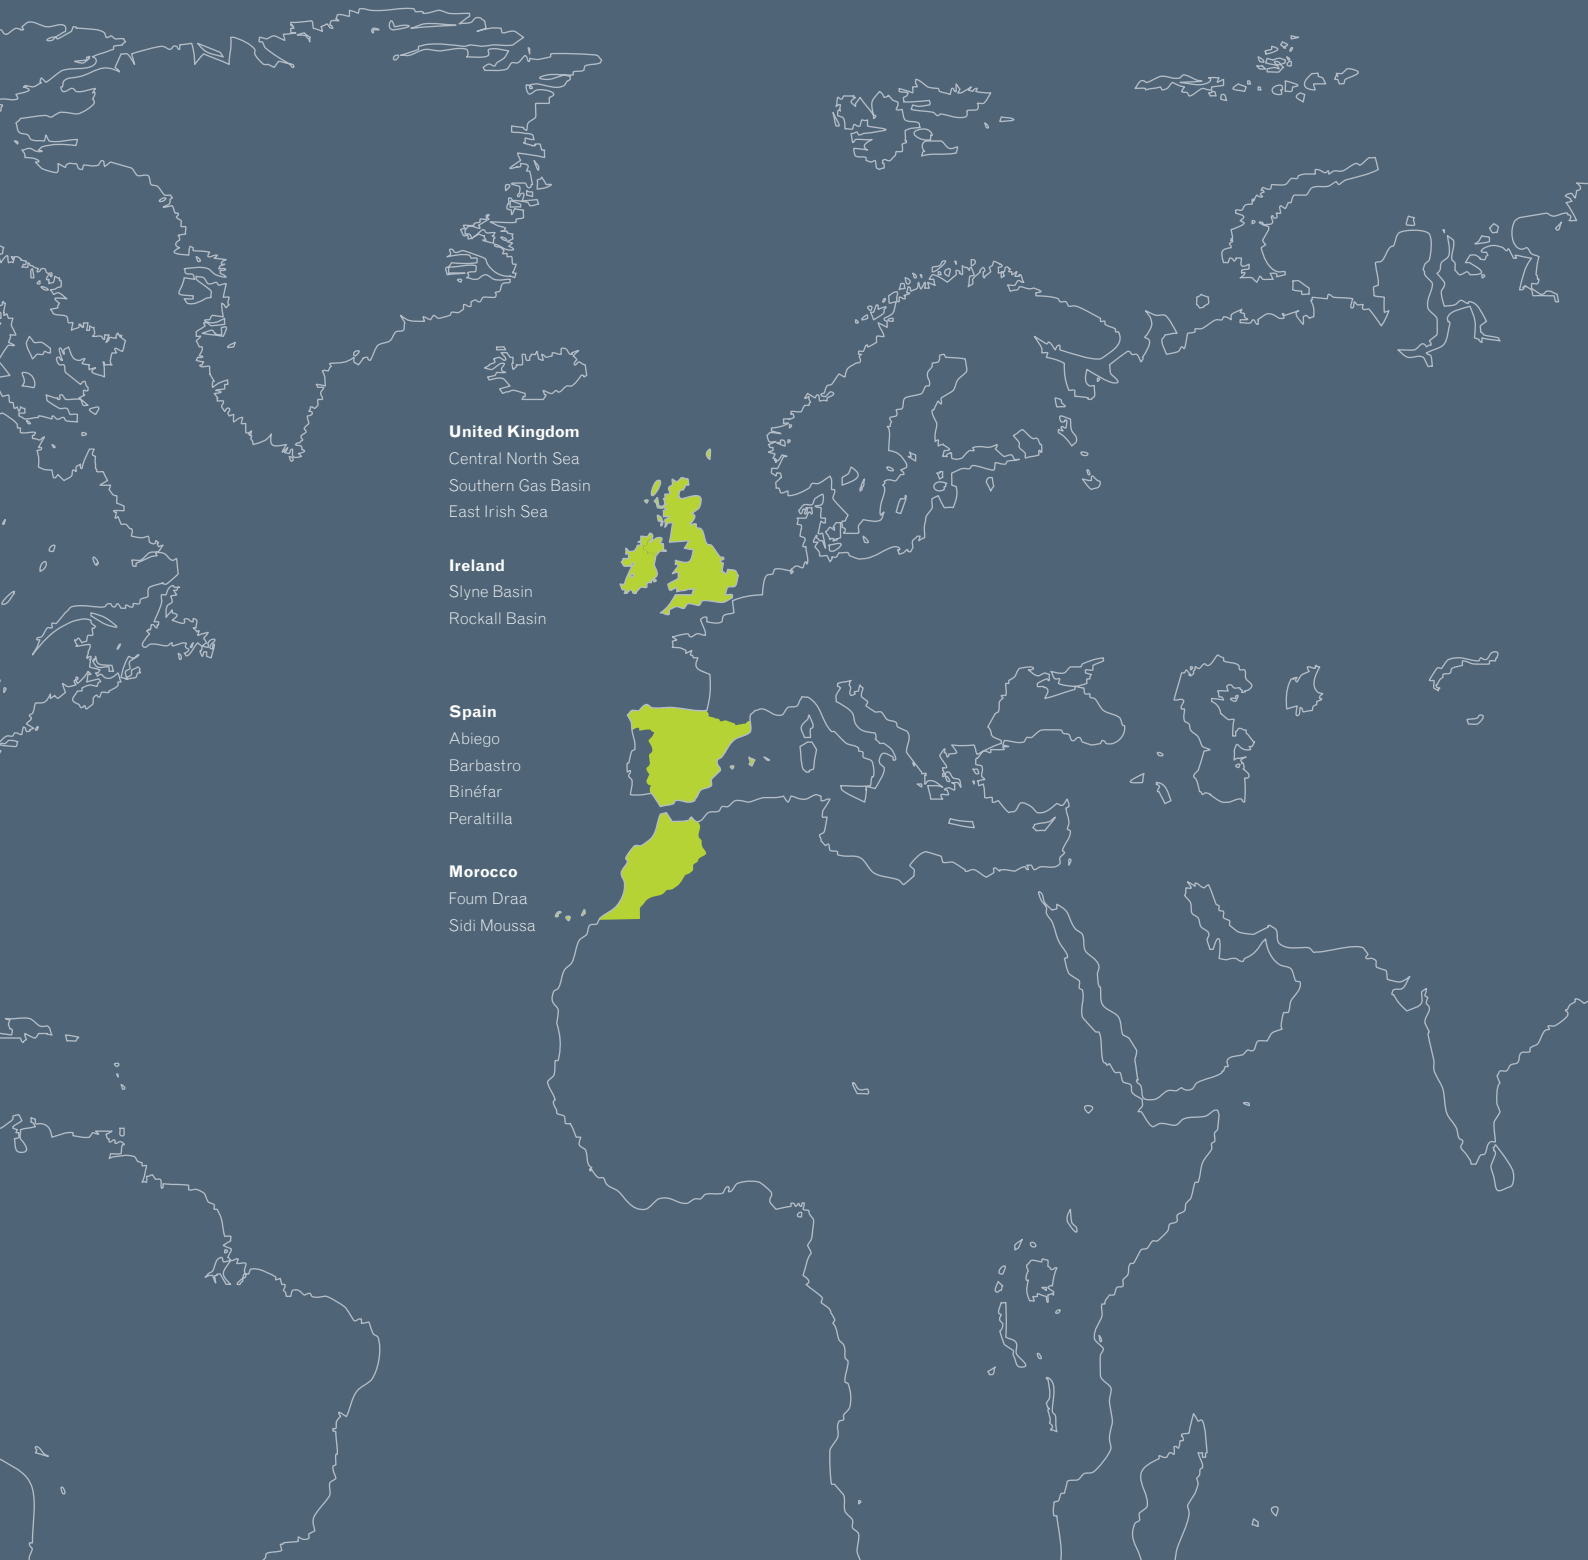 United Kingdom
Central North Sea
Southern Gas Basin
East Irish Sea
Ireland
Slyne Basin
Rockall Basin
Spain
Abiego
Barbastro
Binéfar
Peraltilla
Morocco
Foum Draa
Sidi Moussa